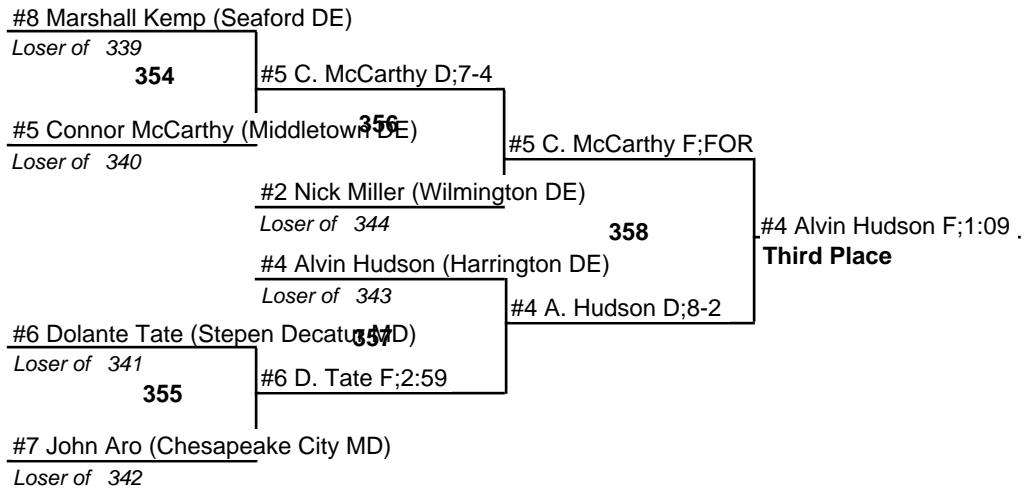 #8 Marshall Kemp (Seaford DE)
Loser of 339
354
#5 C. McCarthy D;7-4
#5 Connor McCarthy (Middletown DE)
356
Loser of 340
#5 C. McCarthy F;FOR
#2 Nick Miller (Wilmington DE)
Loser of 344
358
#4 Alvin Hudson F;1:09
Third Place
#4 Alvin Hudson (Harrington DE)
Loser of 343
#4 A. Hudson D;8-2
#6 Dolante Tate (Stepen Decatur MD)
357
Loser of 341
#6 D. Tate F;2:59
355
#7 John Aro (Chesapeake City MD)
Loser of 342